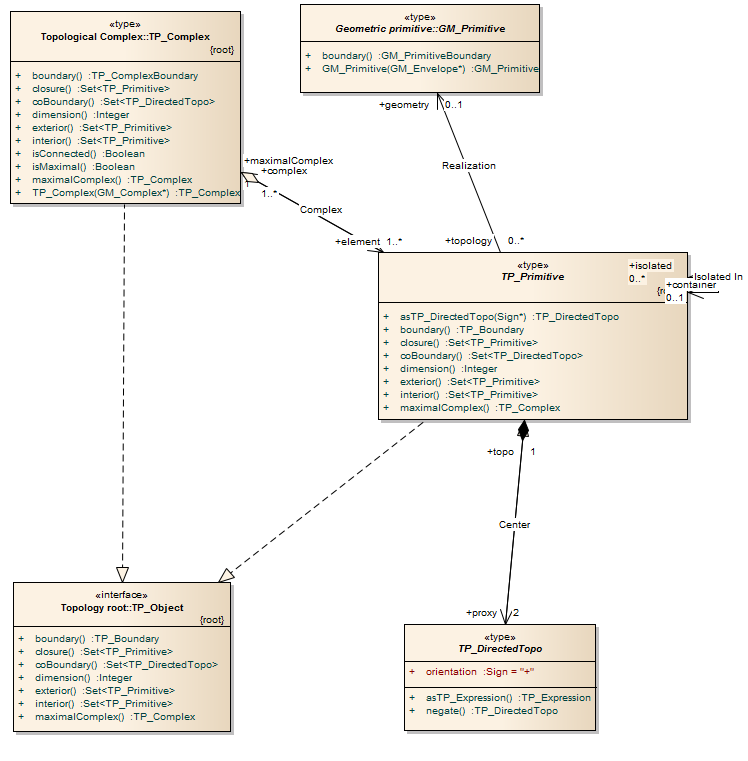 «type»
Topological Complex::TP_Complex
{root}
+ boundary() :TP_ComplexBoundary
+ closure() :Set<TP_Primitive>
+ coBoundary() :Set<TP_DirectedTopo>
+ dimension() :Integer
+ exterior() :Set<TP_Primitive>
+ interior() :Set<TP_Primitive>
+ isConnected() :Boolean
+ isMaximal() :Boolean
+ maximalComplex() :TP_Complex
+ TP_Complex(GM_Complex*) :TP_Complex
«type»
Geometric primitive::GM_Primitive
+ boundary() :GM_PrimitiveBoundary
+ GM_Primitive(GM_Envelope*) :GM_Primitive
+geometry 0..1
Realization
+topology 0..*
+maximalComplex
+complex
1..*
Complex
+element 1..*
«type»
TP_Primitive
+isolated
0..*
Isolated In
+container
0..1
+ asTP_DirectedTopo(Sign*) :TP_DirectedTopo
+ boundary() :TP_Boundary
+ closure() :Set<TP_Primitive>
+ coBoundary() :Set<TP_DirectedTopo>
+ dimension() :Integer
+ exterior() :Set<TP_Primitive>
+ interior() :Set<TP_Primitive>
+ maximalComplex() :TP_Complex
+topo 1
Center
+proxy 2
«interface»
Topology root::TP_Object
{root}
+ boundary() :TP_Boundary
+ closure() :Set<TP_Primitive>
+ coBoundary() :Set<TP_DirectedTopo>
+ dimension() :Integer
+ exterior() :Set<TP_Primitive>
+ interior() :Set<TP_Primitive>
+ maximalComplex() :TP_Complex
«type»
TP_DirectedTopo
+ orientation :Sign = "+"
+ asTP_Expression() :TP_Expression
+ negate() :TP_DirectedTopo